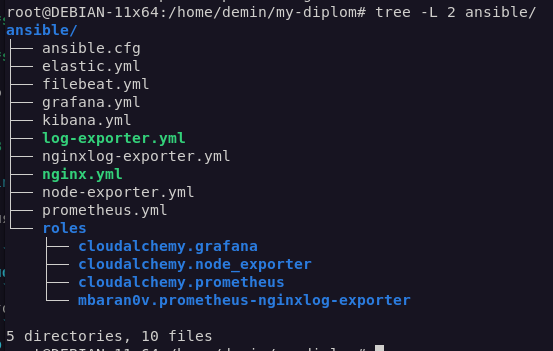 root@DEBIAN-11x64:/home/demin/my-diplom# tree -L 2 ansible/
ansible/
├── ansible.cfg
├── elastic.yml
├── filebeat.yml
├── grafana.yml
├── kibana.yml
├── log-exporter.yml
├── nginxlog-exporter.yml
├── nginx.yml
├── node-exporter.yml
├── prometheus.yml
└── roles
    ├── cloudalchemy.grafana
    ├── cloudalchemy.node_exporter
    ├── cloudalchemy.prometheus
    └── mbaran0v.prometheus-nginxlog-exporter
5 directories, 10 files